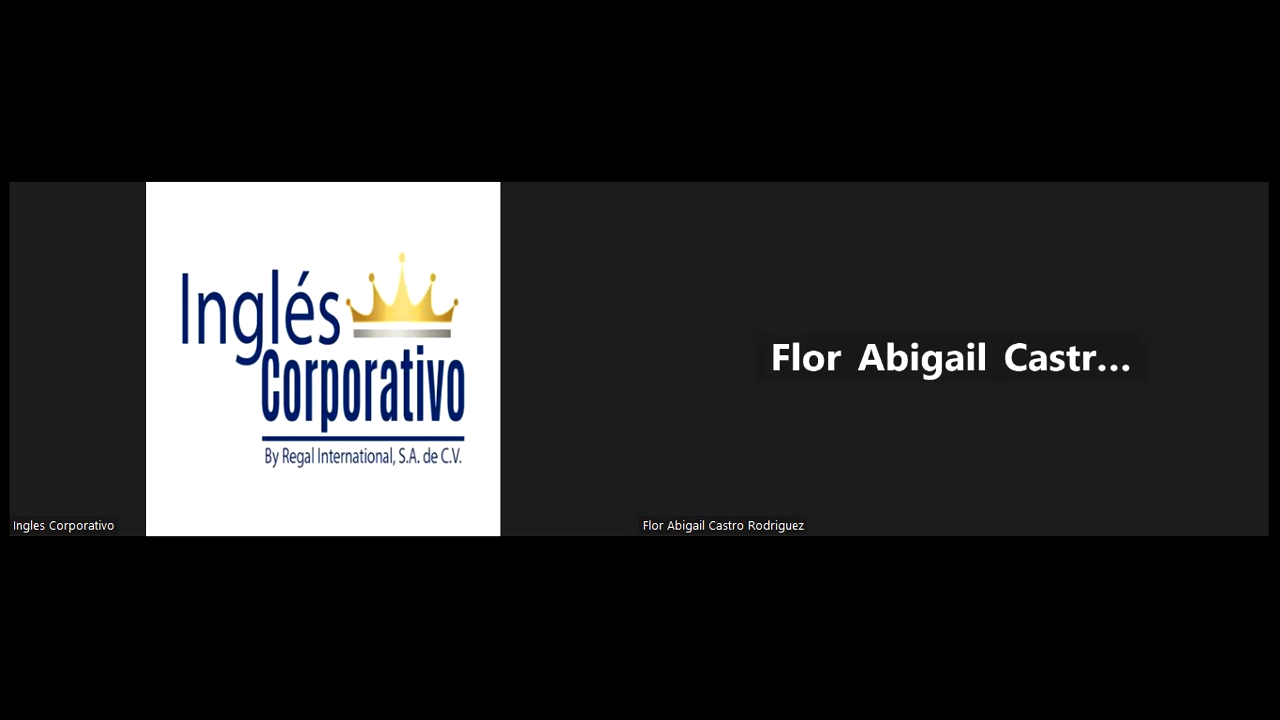 Inglés
Corporativo
By Regal International, S.A. de C.V.
Ingles Corporativo
Flor Abigail Castr...
Flor Abigail Castro Rodriguez